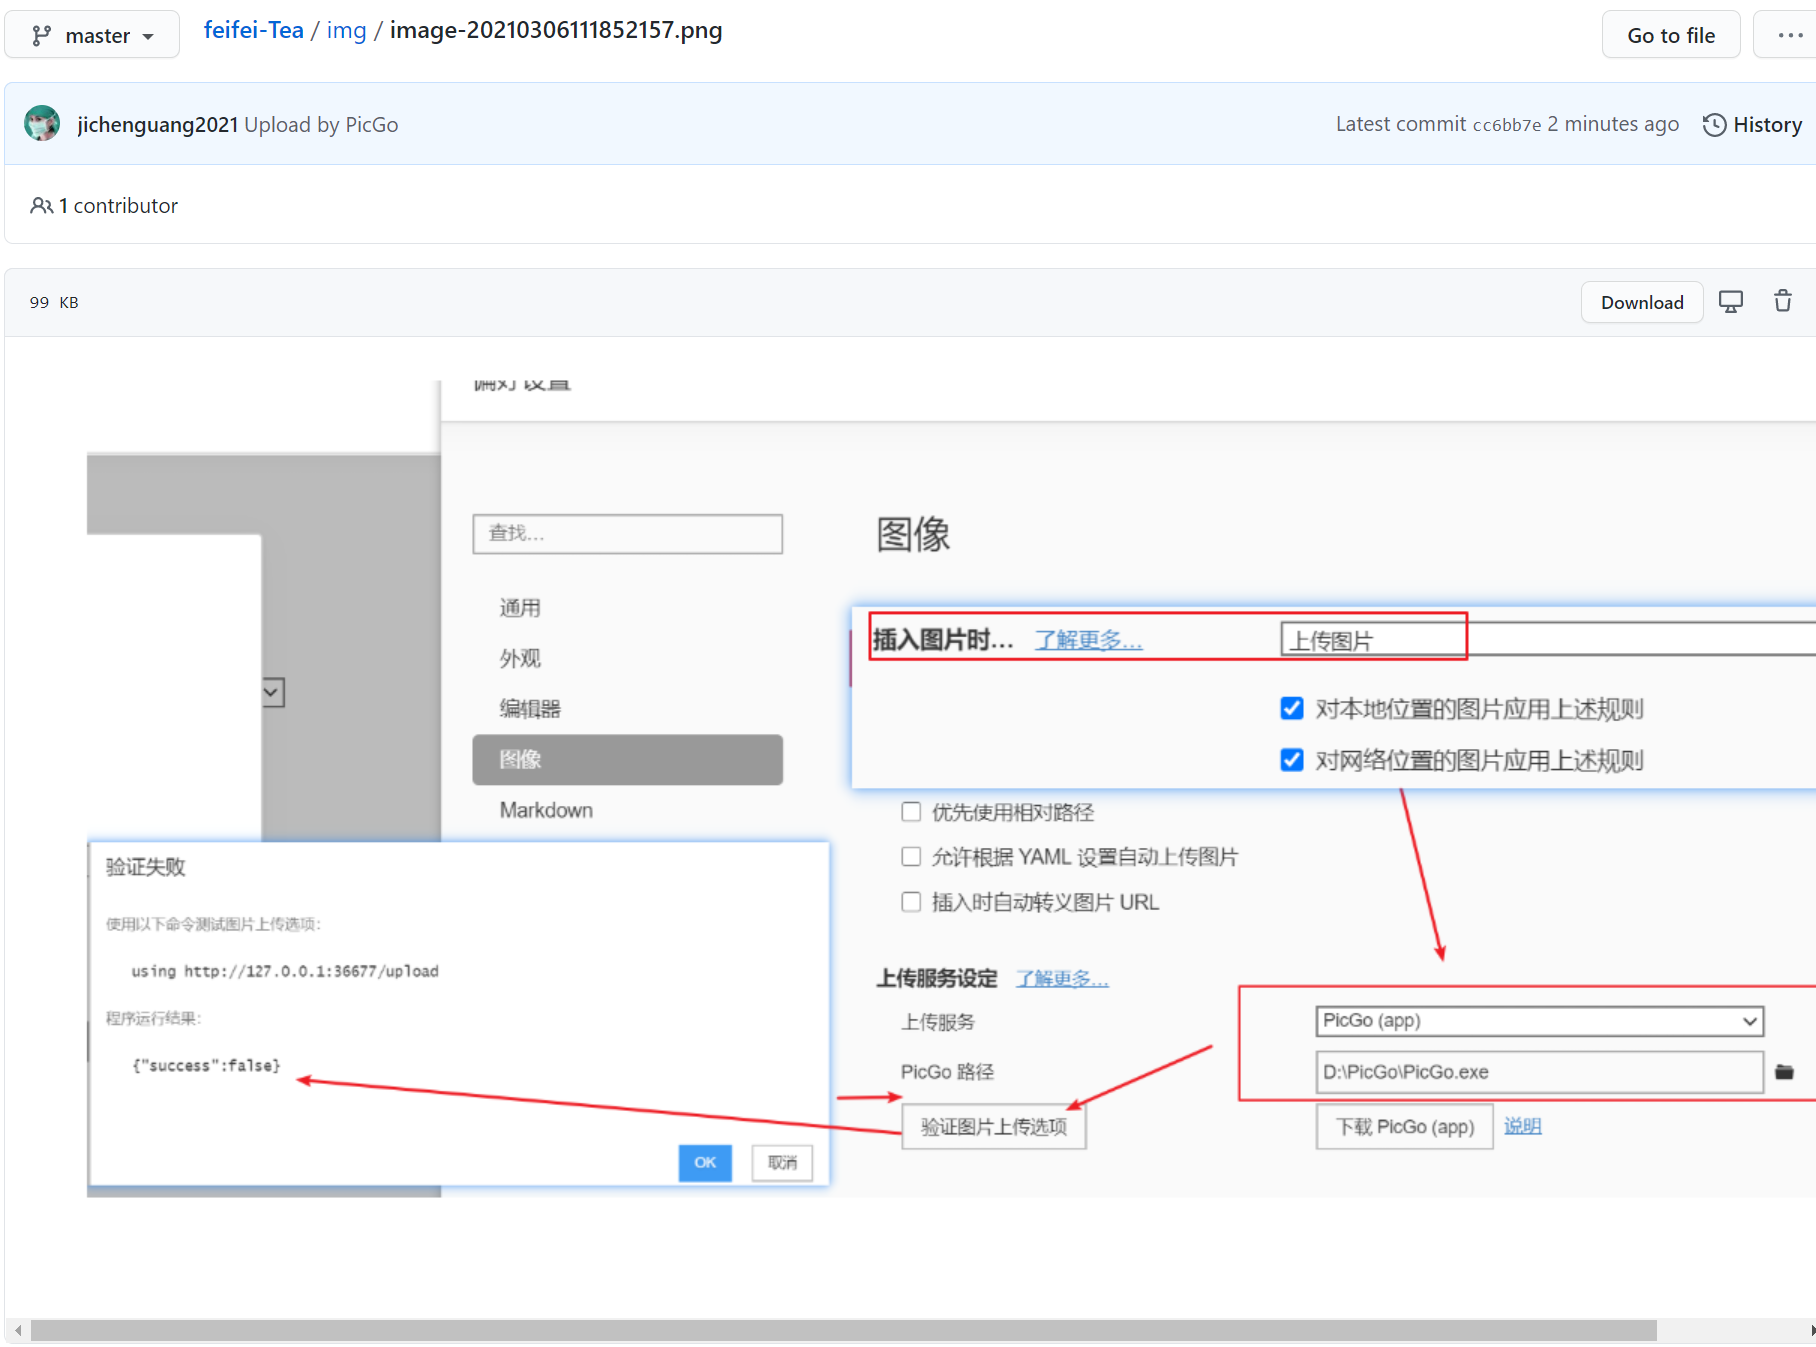 master
feifei-Tea / img / image-20210306111852157.png
Go to file
jichenguang2021 Upload by PicGo
Latest commit cc6bb7e 2 minutes ago
History
1 contributor
99 KB
Download
偏好设置
查找...
图像
通用
外观
编辑器
图像
Markdown
插入图片时... 了解更多... 上传图片
对本地位置的图片应用上述规则
对网络位置的图片应用上述规则
优先使用相对路径
允许根据 YAML 设置自动上传图片
插入时自动转义图片 URL
上传服务设定 了解更多...
上传服务 PicGo (app)
PicGo 路径 D:\PicGo\PicGo.exe
验证图片上传选项 下载 PicGo (app) 说明
验证失败
使用以下命令测试图片上传选项:
using http://127.0.0.1:36677/upload
程序运行结果:
{"success":false}
OK 取消